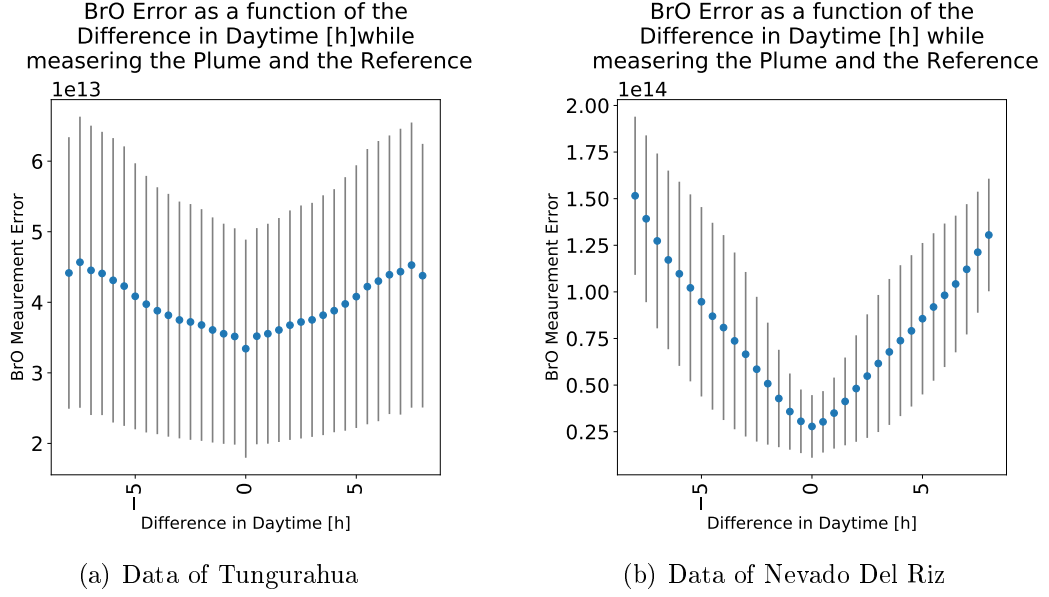 BrO Error as a function of the
Difference in Daytime [h]while
measering the Plume and the Reference
1e13
6
5
4
3
2
BrO Meaurement Error
−5
0
5
Difference in Daytime [h]
(a) Data of Tungurahua
BrO Error as a function of the
Difference in Daytime [h] while
measering the Plume and the Reference
1e14
2.00
1.75
1.50
1.25
1.00
0.75
0.50
0.25
BrO Meaurement Error
−5
0
5
Difference in Daytime [h]
(b) Data of Nevado Del Riz